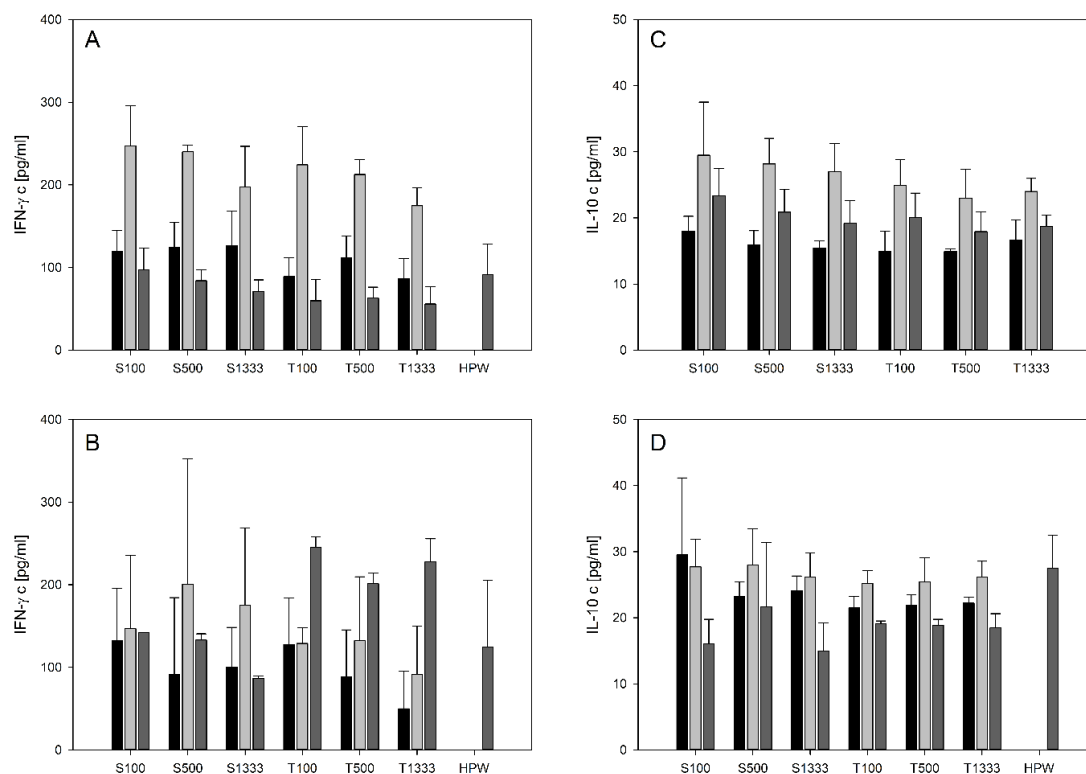 A
IFN-γ c [pg/ml]
400
300
200
100
0
S100 S500 S1333 T100 T500 T1333 HPW
C
IL-10 c [pg/ml]
50
40
30
20
10
0
S100 S500 S1333 T100 T500 T1333
B
IFN-γ c [pg/ml]
400
300
200
100
0
S100 S500 S1333 T100 T500 T1333 HPW
D
IL-10 c [pg/ml]
50
40
30
20
10
0
S100 S500 S1333 T100 T500 T1333 HPW